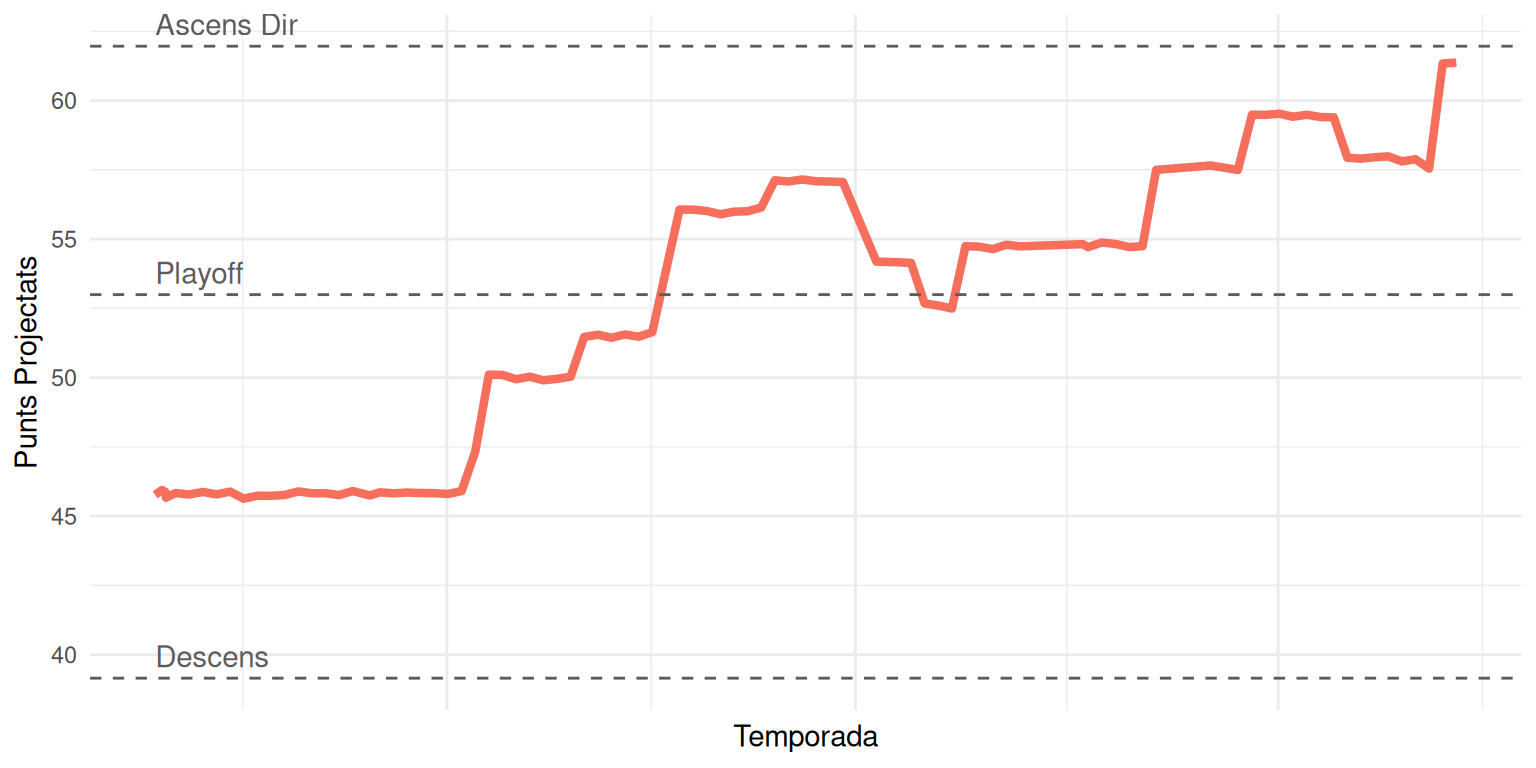 Ascens Dir
60
55
Playoff
50
45
Descens
40
Punts Projectats
Temporada